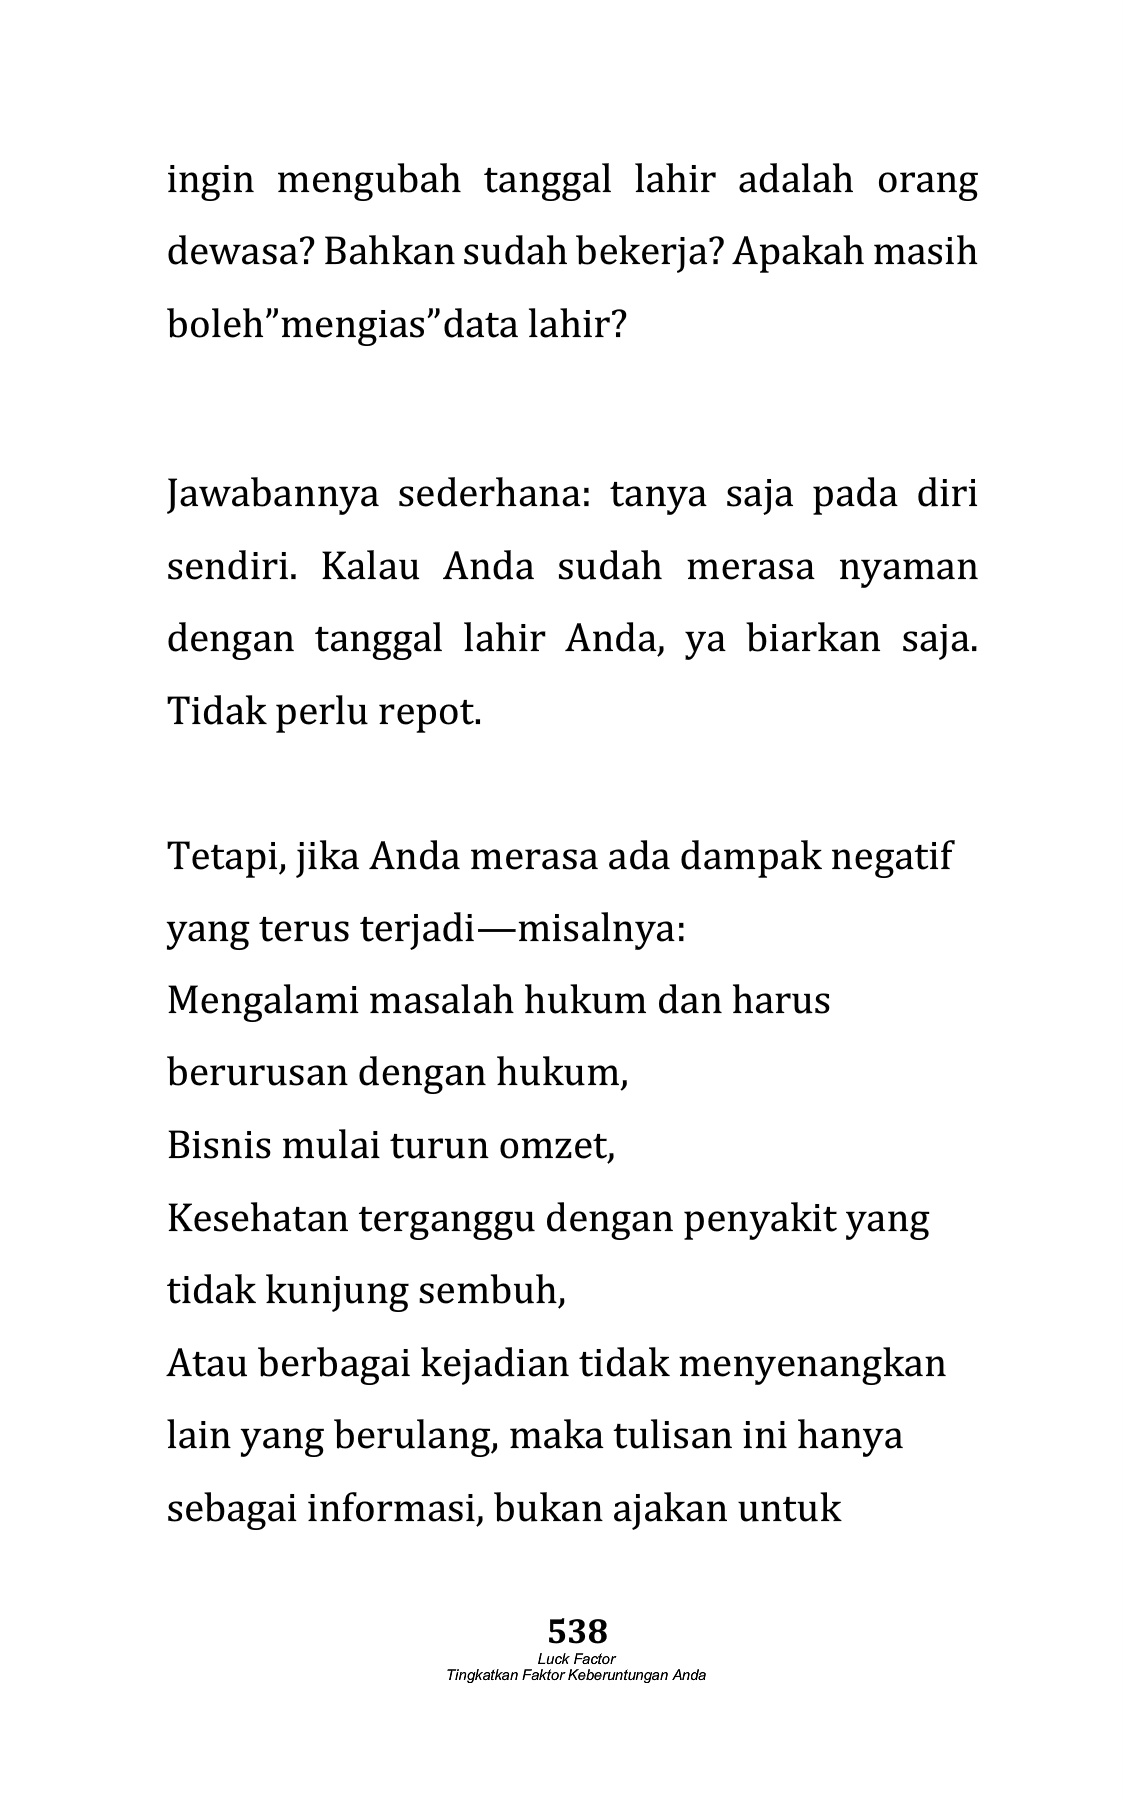 ingin mengubah tanggal lahir adalah orang
dewasa? Bahkan sudah bekerja? Apakah masih
boleh”mengias”data lahir?
Jawabannya sederhana: tanya saja pada diri
sendiri. Kalau Anda sudah merasa nyaman
dengan tanggal lahir Anda, ya biarkan saja.
Tidak perlu repot.
Tetapi, jika Anda merasa ada dampak negatif
yang terus terjadi—misalnya:
Mengalami masalah hukum dan harus
berurusan dengan hukum,
Bisnis mulai turun omzet,
Kesehatan terganggu dengan penyakit yang
tidak kunjung sembuh,
Atau berbagai kejadian tidak menyenangkan
lain yang berulang, maka tulisan ini hanya
sebagai informasi, bukan ajakan untuk
538
Luck Factor
Tingkatkan Faktor Keberuntungan Anda